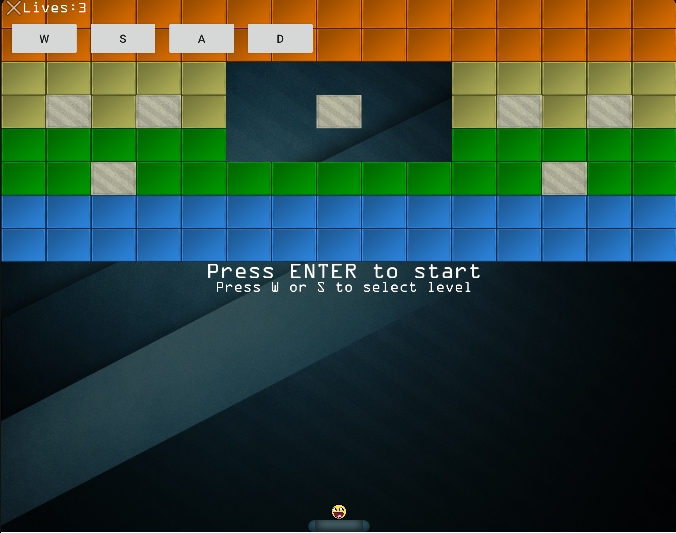 Lives:3
W S A D
Press ENTER to start
Press W or S to select level